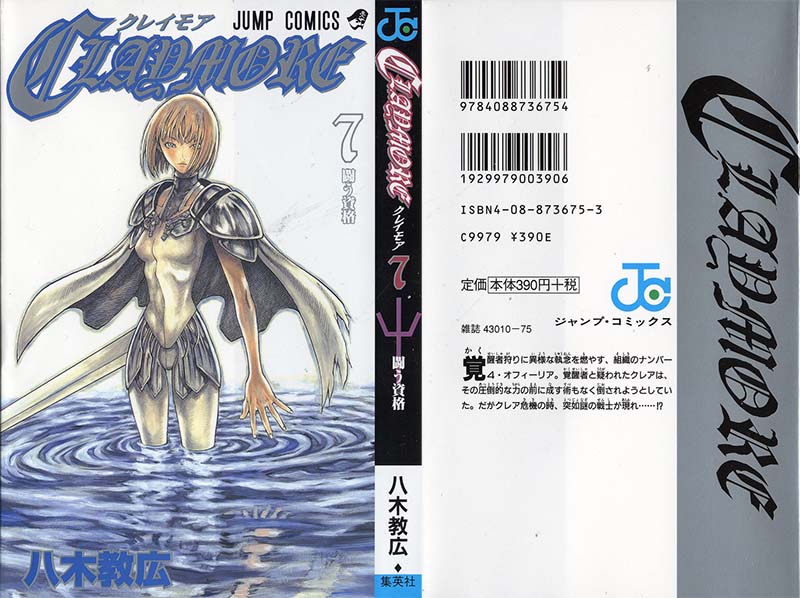 クレイモア
JUMP COMICS
CLAYMORE
7
闘う資格
八木教広
JC
CLAYMORE
クレイモア
7
闘う資格
八木教広
集英社
9784088736754
1929979003906
ISBN4-08-873675-3
C9979 ¥390E
定価 本体390円+税
JC
ジャンプ・コミックス
雑誌 43010-75
覚醒者狩りに異様な執念を燃やす、組織のナンバー
4・オフィーリア。覚醒者と疑われたクレアは、
その圧倒的な力の前に成す術もなく倒されようとしてい
た。だがクレア危機の時、突如謎の戦士が現れ……!?
CLAYMORE